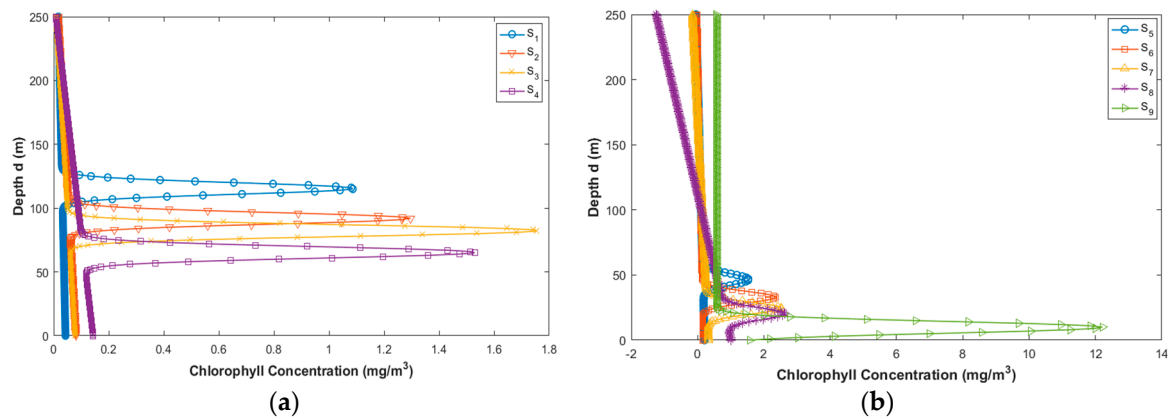 250
200
150
100
50
0
Depth d (m)
0 0.2 0.4 0.6 0.8 1 1.2 1.4 1.6 1.8
Chlorophyll Concentration (mg/m³)
S₁
S₂
S₃
S₄
(a)
250
200
150
100
50
0
Depth d (m)
-2 0 2 4 6 8 10 12 14
Chlorophyll Concentration (mg/m³)
S₅
S₆
S₇
S₈
S₉
(b)